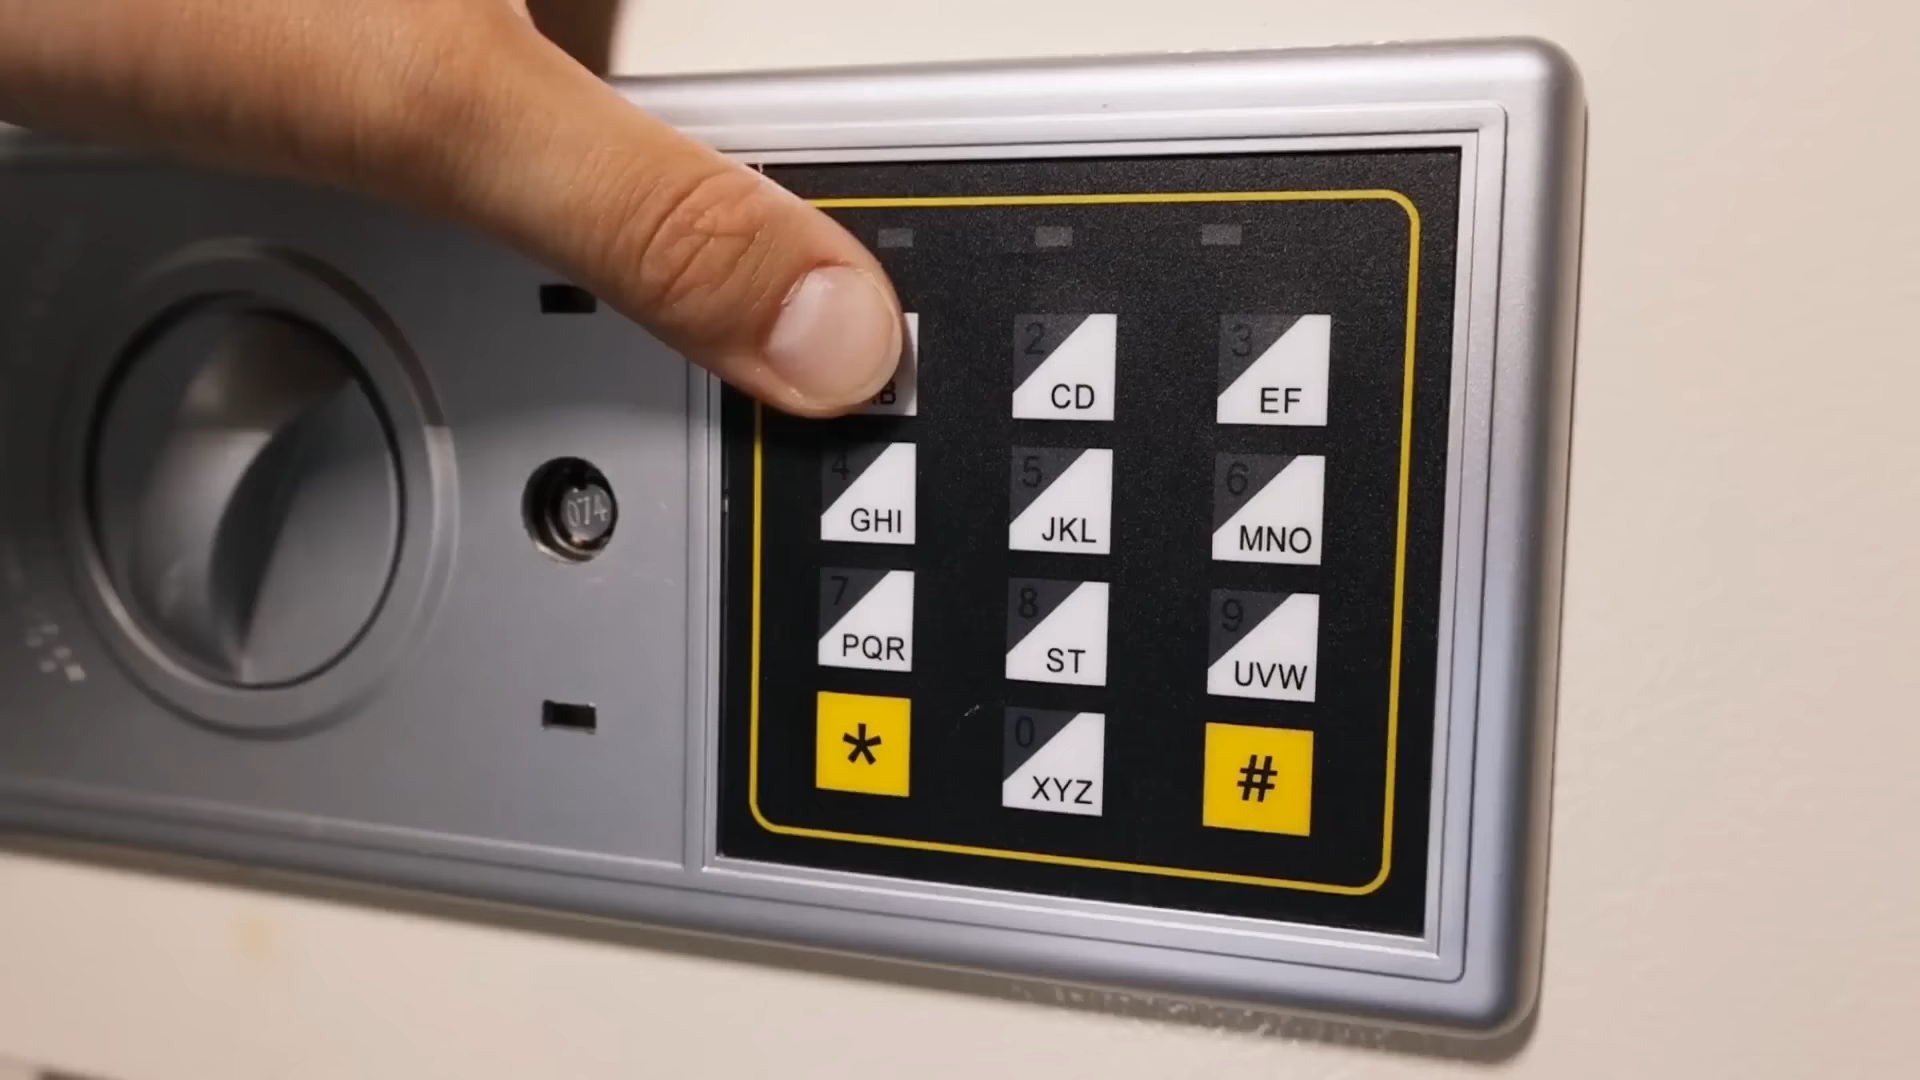 2 3
B CD EF
4 5 6
GHI JKL MNO
074
7 8 9
PQR ST UVW
* 0 #
XYZ